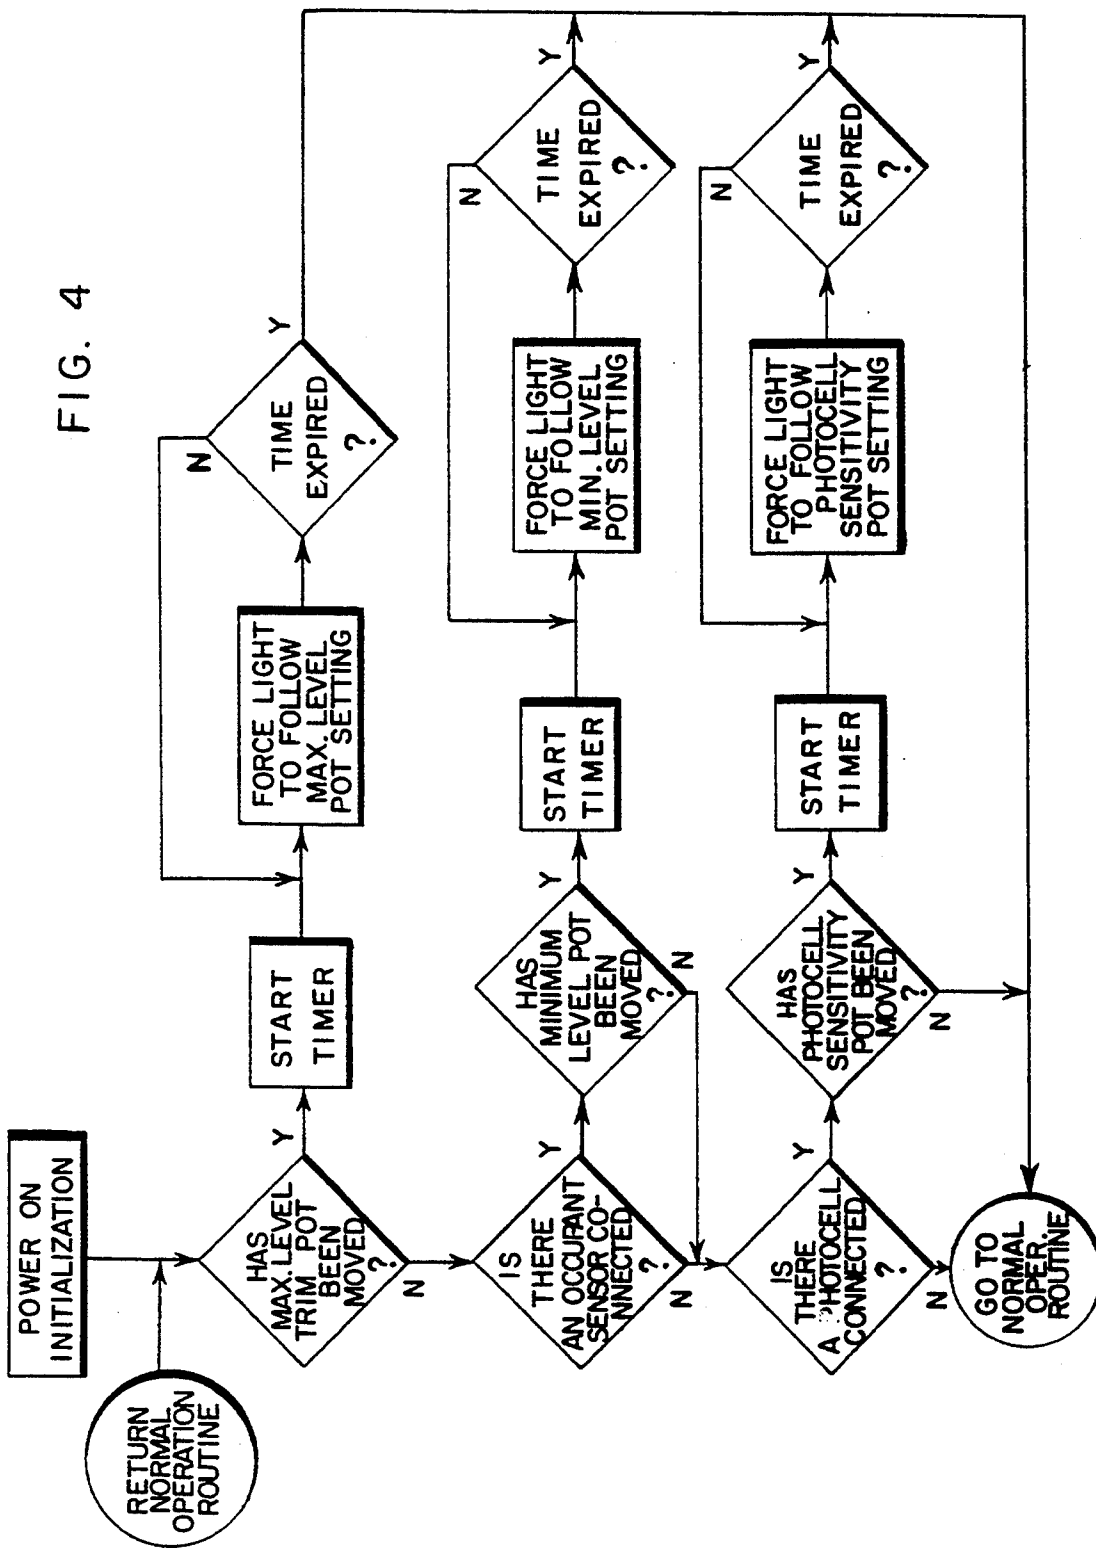 FIG. 4
POWER ON
INITIALIZATION
RETURN
NORMAL
OPERATION
ROUTINE
HAS
MAX. LEVEL
TRIM POT
BEEN
MOVED
?
Y
N
START
TIMER
FORCE LIGHT
TO FOLLOW
MAX. LEVEL
POT SETTING
TIME
EXPIRED
?
N
Y
IS
THERE
AN OCCUPANT
SENSOR CO-
NNECTED
?
Y
N
HAS
MINIMUM
LEVEL POT
BEEN
MOVED
?
Y
N
START
TIMER
FORCE LIGHT
TO FOLLOW
MIN. LEVEL
POT SETTING
TIME
EXPIRED
?
N
Y
IS
THERE
A PHOTOCELL
CONNECTED
?
Y
N
HAS
PHOTOCELL
SENSITIVITY
POT BEEN
MOVED
?
Y
N
START
TIMER
FORCE LIGHT
TO FOLLOW
PHOTOCELL
SENSITIVITY
POT SETTING
TIME
EXPIRED
?
N
Y
GO TO
NORMAL
OPER.
ROUTINE